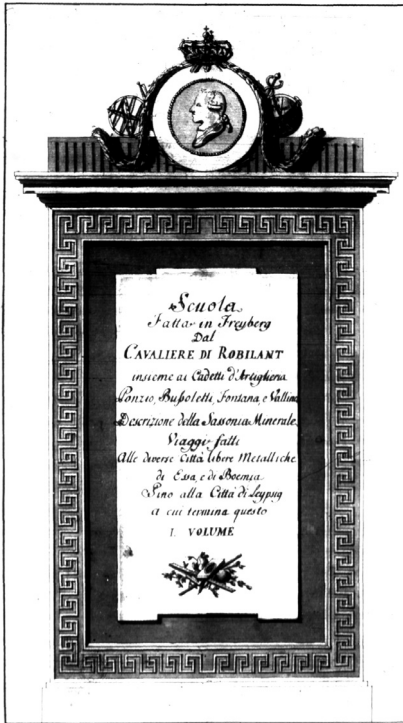 Scuola
Fatta in Freyberg
Dal
CAVALIERE DI ROBILANT
insieme ai Cadetti d'Artiglieria
Ponzio, Bussoletti, Fontana, e Vallino
Descrizione della Sassonia Minerale,
Viaggi fatti
Alle diverse Città libere Metalliche
di Essa, e di Boemia
Sino alla Città di Leypsig
a cui termina questo
I. VOLUME